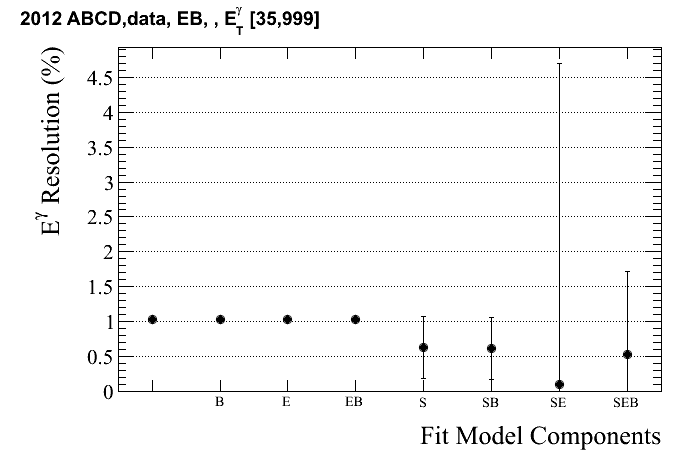 2012 ABCD,data, EB, , E_T^γ [35,999]
E^γ Resolution (%)
4.5
4
3.5
3
2.5
2
1.5
1
0.5
0
B E EB S SB SE SEB
Fit Model Components